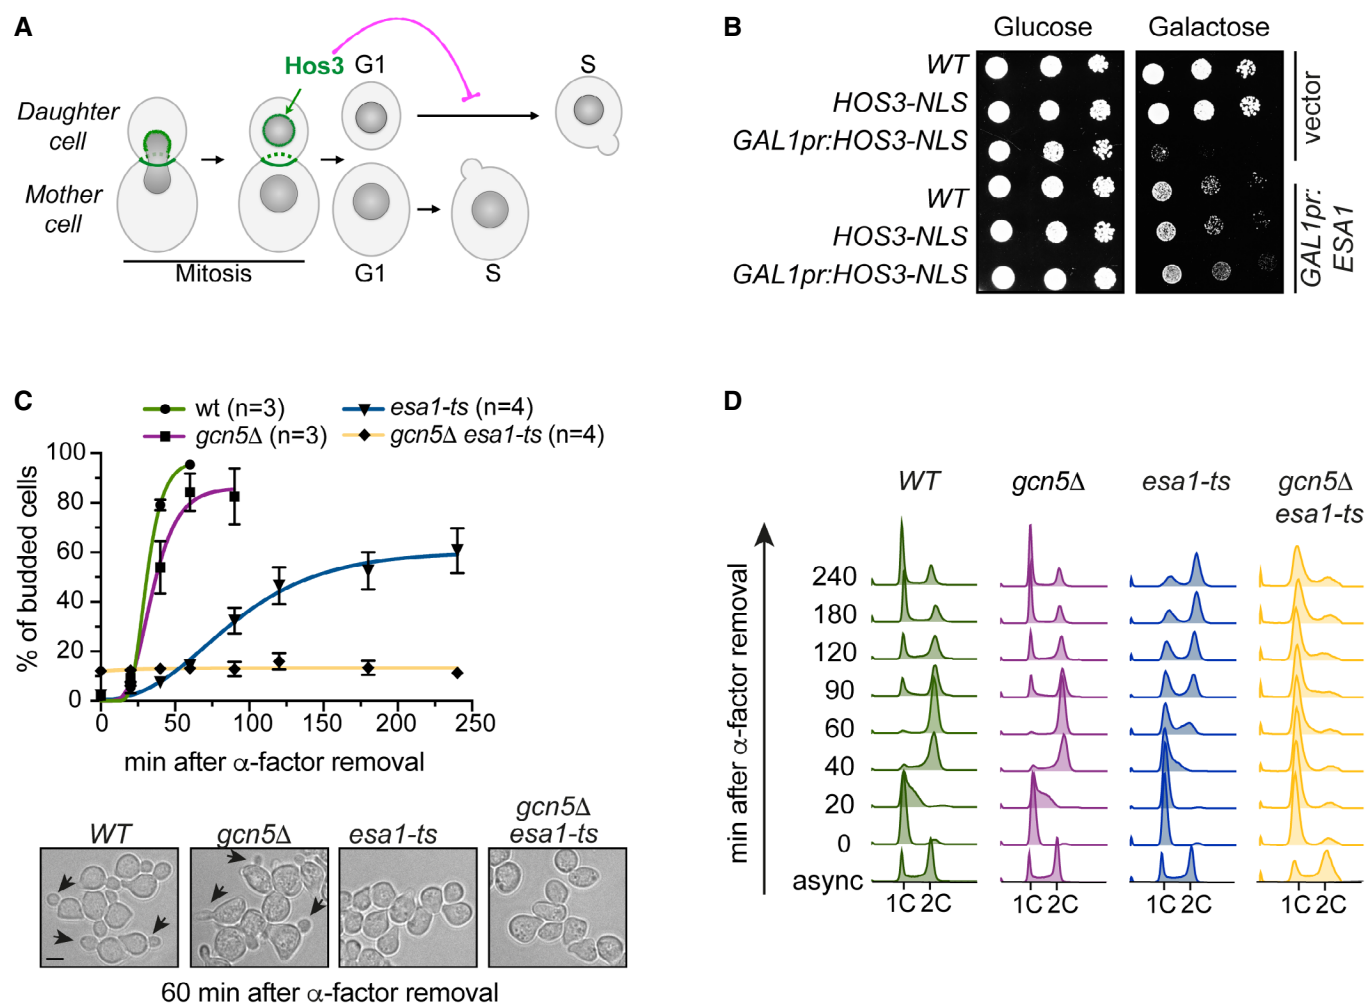 A
Hos3
G1
S
Daughter
cell
Mother
cell
Mitosis
G1
S
B
Glucose
Galactose
WT
HOS3-NLS
GAL1pr:HOS3-NLS
vector
WT
HOS3-NLS
GAL1pr:HOS3-NLS
GAL1pr:
ESA1
C
wt (n=3)
esa1-ts (n=4)
gcn5Δ (n=3)
gcn5Δ esa1-ts (n=4)
% of budded cells
100
80
60
40
20
0
0 50 100 150 200 250
min after α-factor removal
WT
gcn5Δ
esa1-ts
gcn5Δ
esa1-ts
60 min after α-factor removal
D
WT
gcn5Δ
esa1-ts
gcn5Δ
esa1-ts
min after α-factor removal
240
180
120
90
60
40
20
0
async
1C 2C
1C 2C
1C 2C
1C 2C